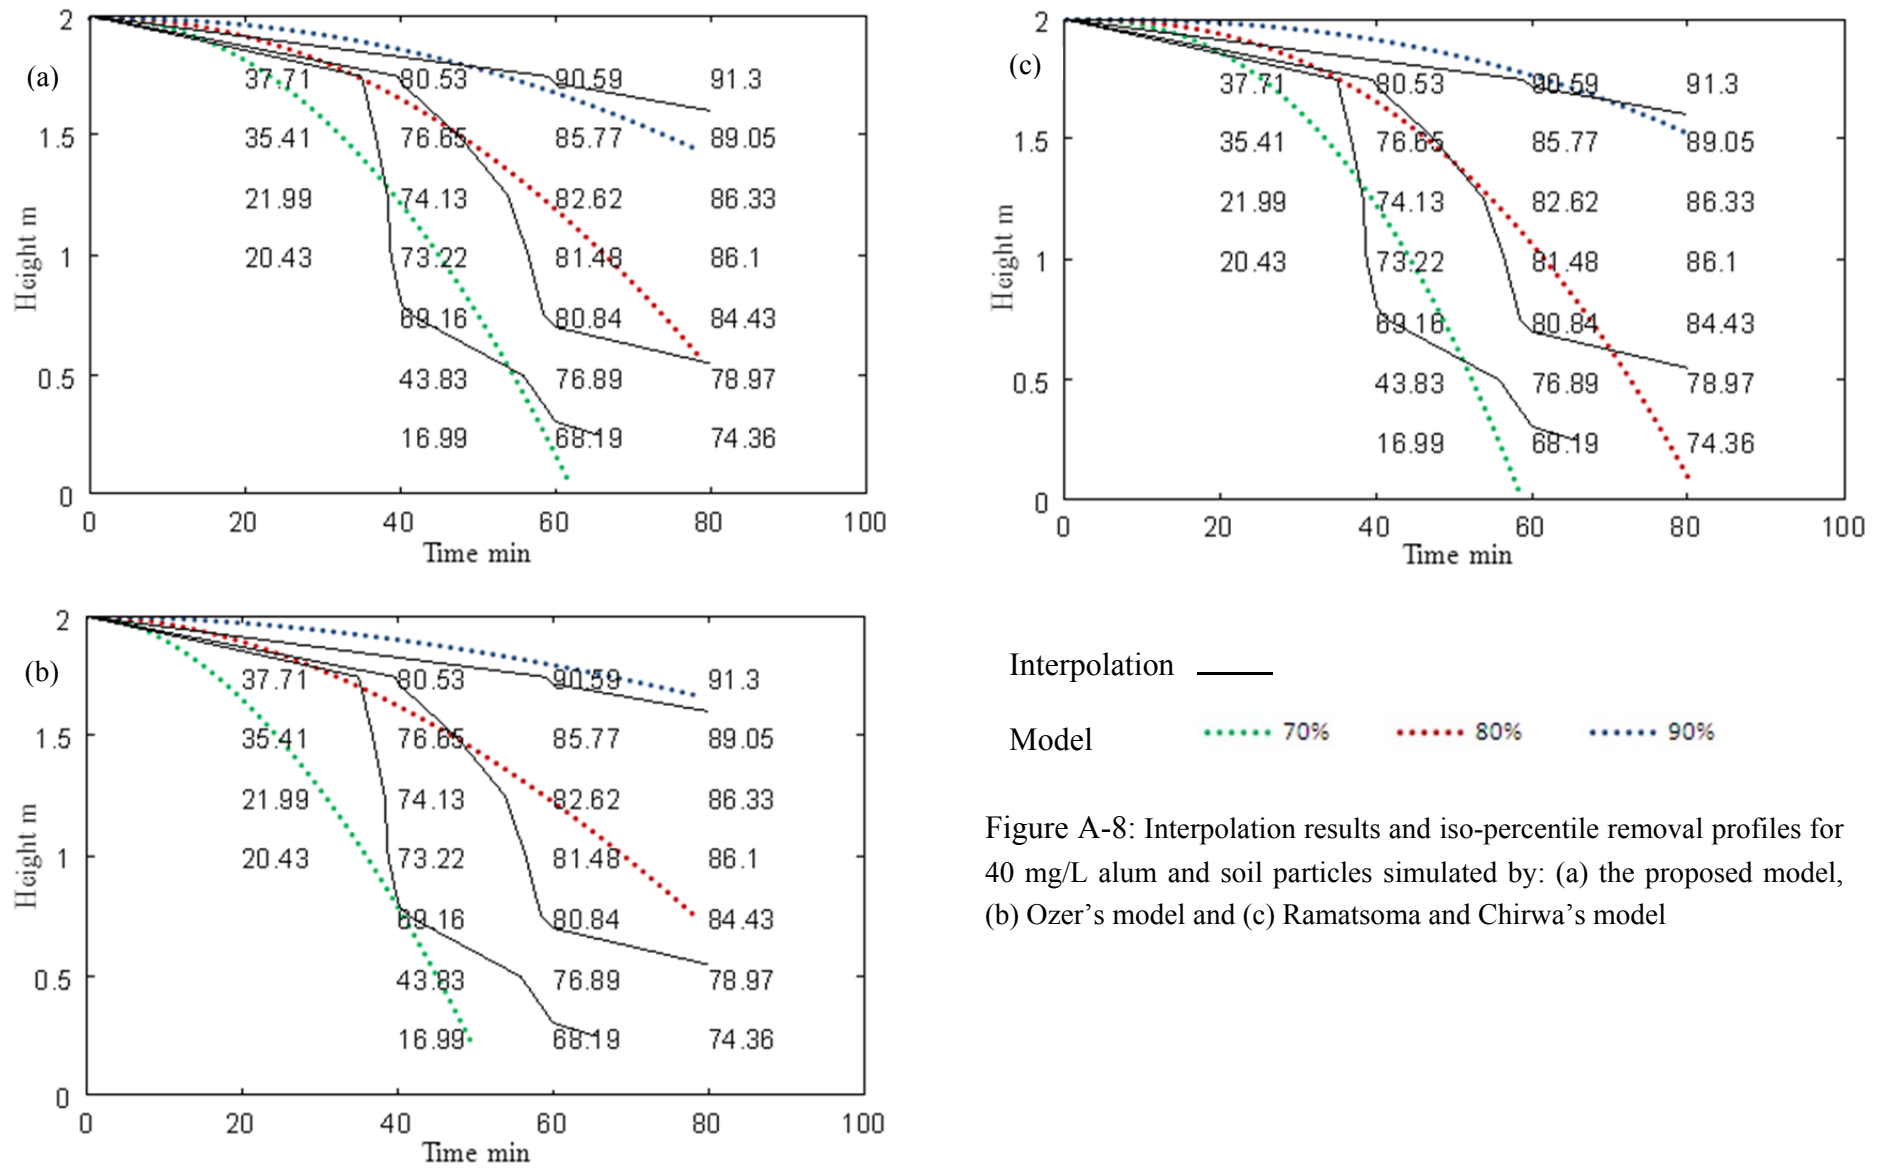 (a)
Height m
2
1.5
1
0.5
0
37.71 80.53 90.59 91.3
35.41 76.65 85.77 89.05
21.99 74.13 82.62 86.33
20.43 73.22 81.48 86.1
69.16 80.84 84.43
43.83 76.89 78.97
16.99 68.19 74.36
0 20 40 60 80 100
Time min
(c)
Height m
2
1.5
1
0.5
0
37.71 80.53 90.59 91.3
35.41 76.65 85.77 89.05
21.99 74.13 82.62 86.33
20.43 73.22 81.48 86.1
69.16 80.84 84.43
43.83 76.89 78.97
16.99 68.19 74.36
0 20 40 60 80 100
Time min
(b)
Height m
2
1.5
1
0.5
0
37.71 80.53 90.59 91.3
35.41 76.65 85.77 89.05
21.99 74.13 82.62 86.33
20.43 73.22 81.48 86.1
69.16 80.84 84.43
43.83 76.89 78.97
16.99 68.19 74.36
0 20 40 60 80 100
Time min
Interpolation
Model 70% 80% 90%
Figure A-8: Interpolation results and iso-percentile removal profiles for
40 mg/L alum and soil particles simulated by: (a) the proposed model,
(b) Ozer’s model and (c) Ramatsoma and Chirwa’s model